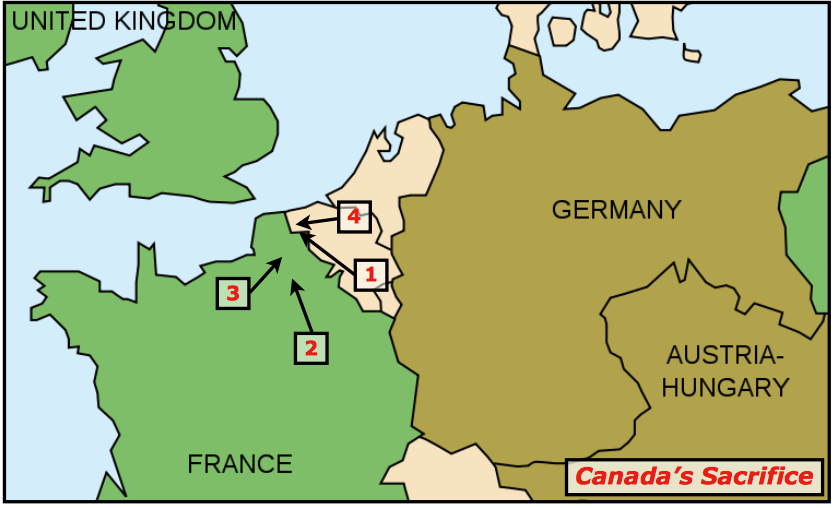 UNITED KINGDOM
4
GERMANY
1
3
2
AUSTRIA-
HUNGARY
FRANCE
Canada's Sacrifice